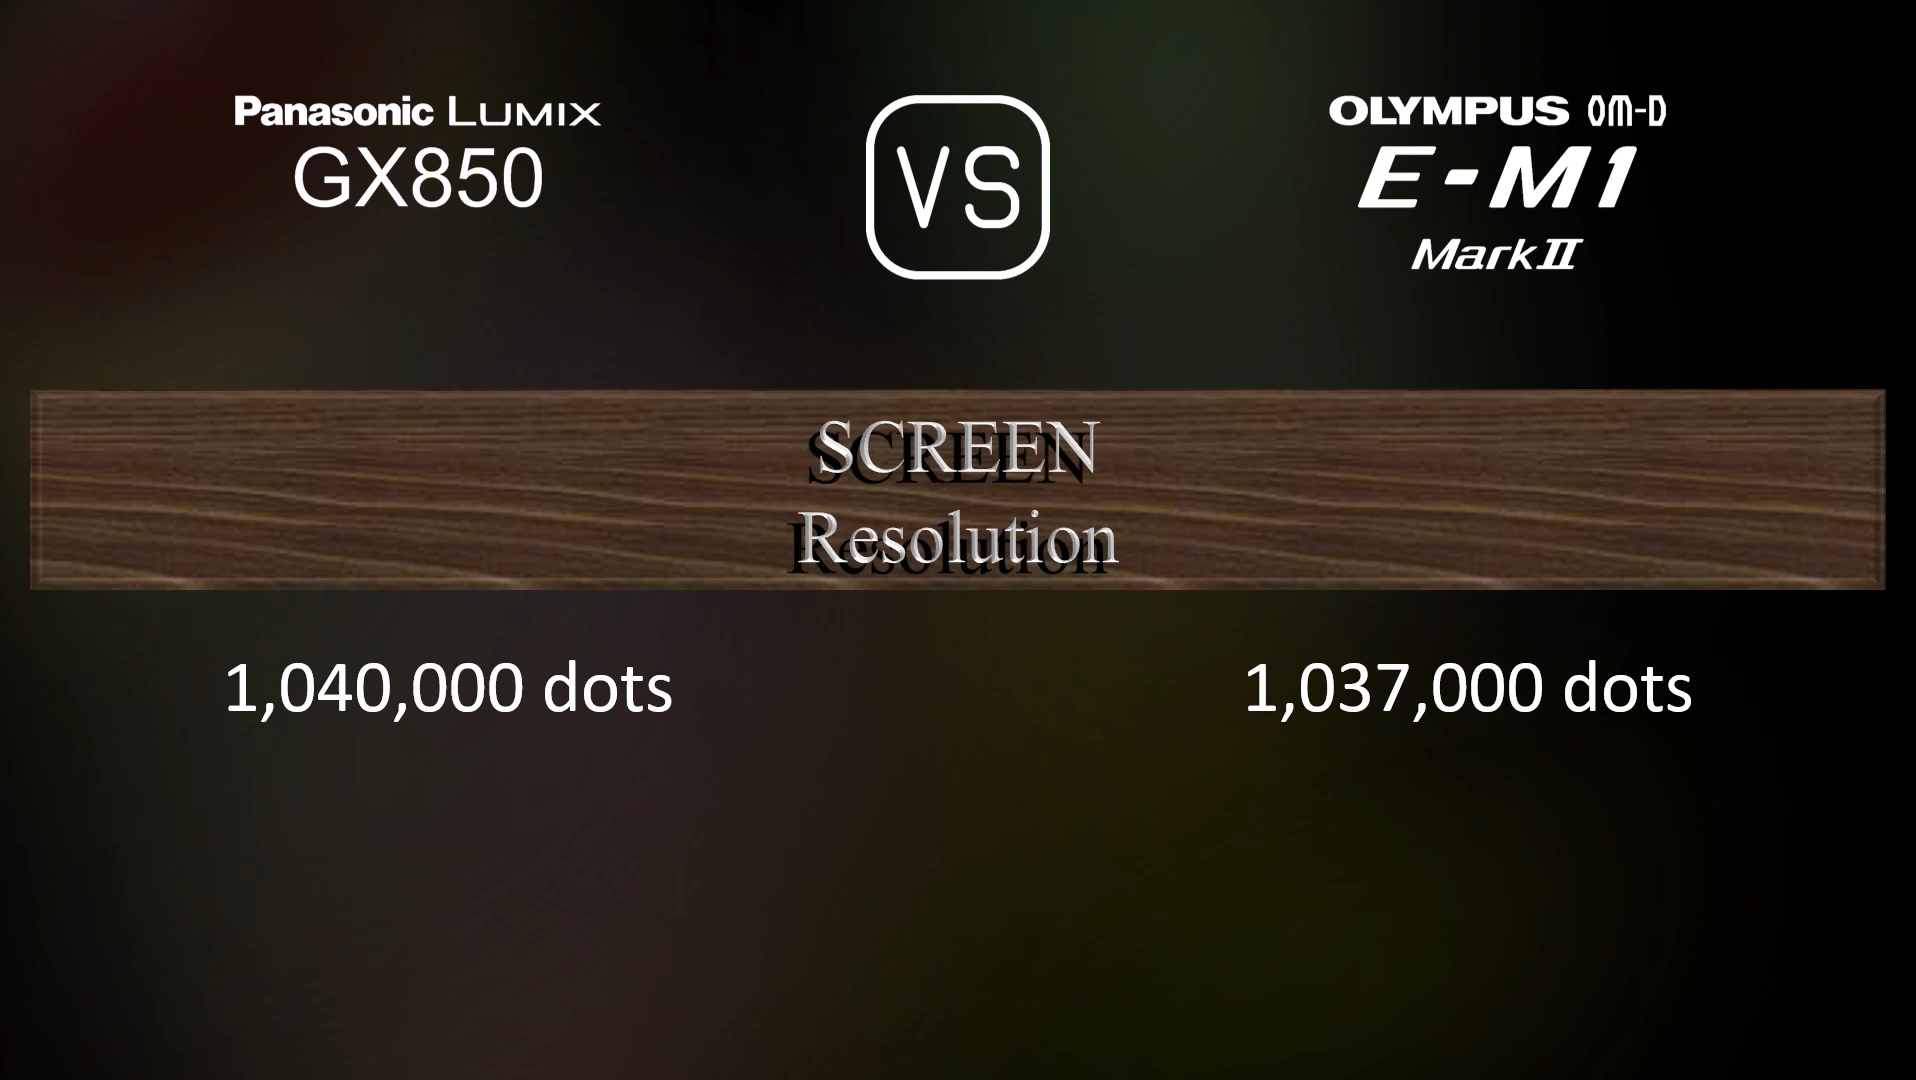 Panasonic LUMIX
GX850
VS
OLYMPUS OM-D
E-M1
Mark II
SCREEN
Resolution
1,040,000 dots
1,037,000 dots